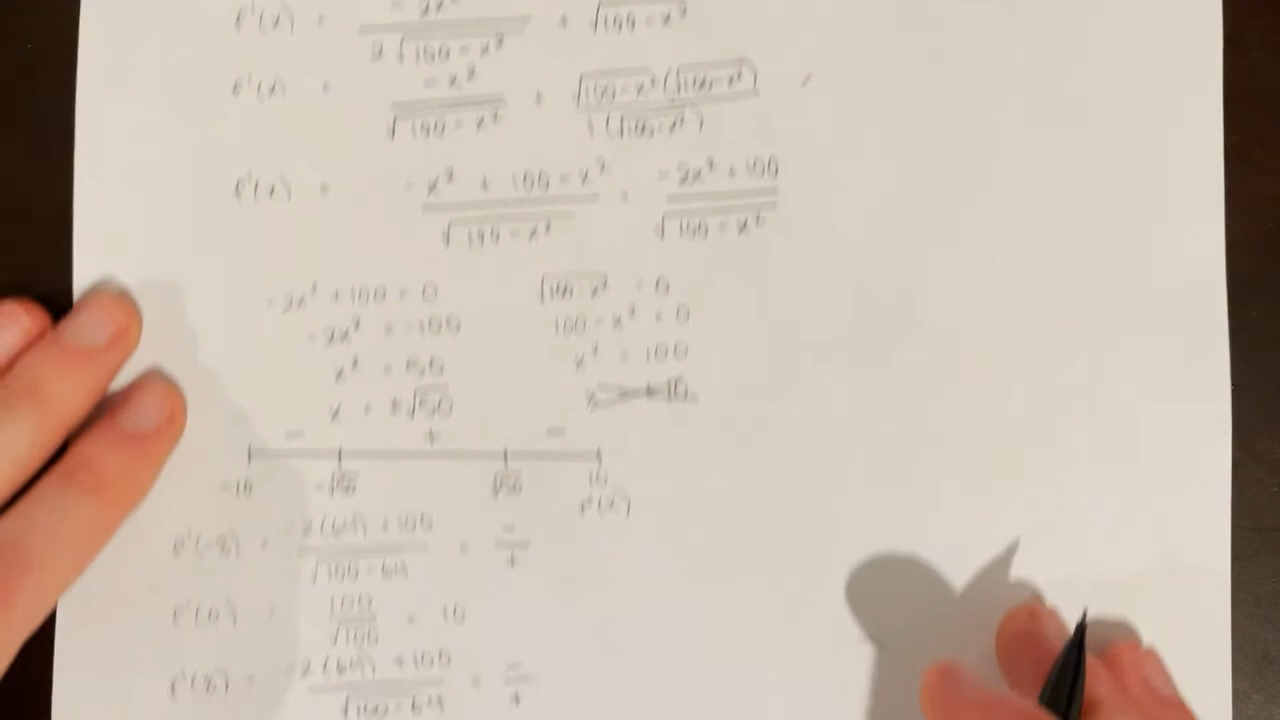 f'(x) = -2x² / 2√100-x² + √100-x²
f'(x) = -x² / √100-x² + √100-x² (√100-x²) / 1(√100-x²)
f'(x) = -x² + 100-x² / √100-x² = -2x² + 100 / √100-x²
-2x² + 100 = 0 √100-x² = 0
-2x² = -100 100-x² = 0
x² = 50 x² = 100
x = ±√50
- + -
-10 -√50 √50 10
f'(x)
f'(-8) = -2(64) + 100 / √100-64 = - / +
f'(0) = 100 / √100 = 10
f'(8) = -2(64) + 100 / √100-64 = - / +